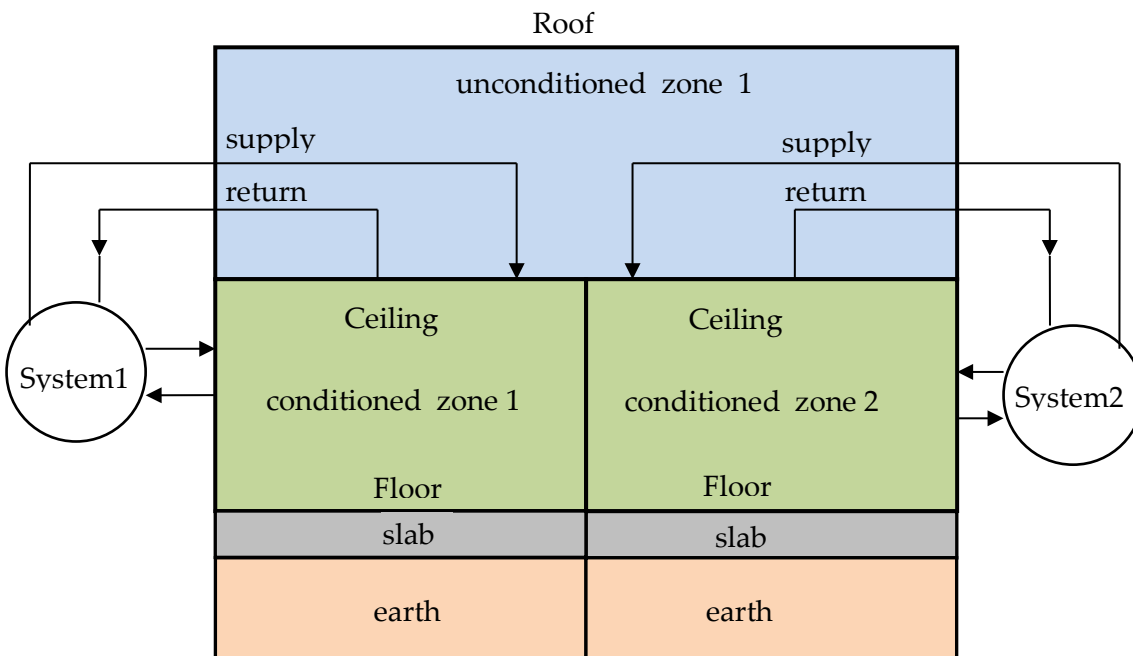 Roof
unconditioned zone 1
supply
supply
return
return
Ceiling
Ceiling
System1
conditioned zone 1
conditioned zone 2
System2
Floor
Floor
slab
slab
earth
earth